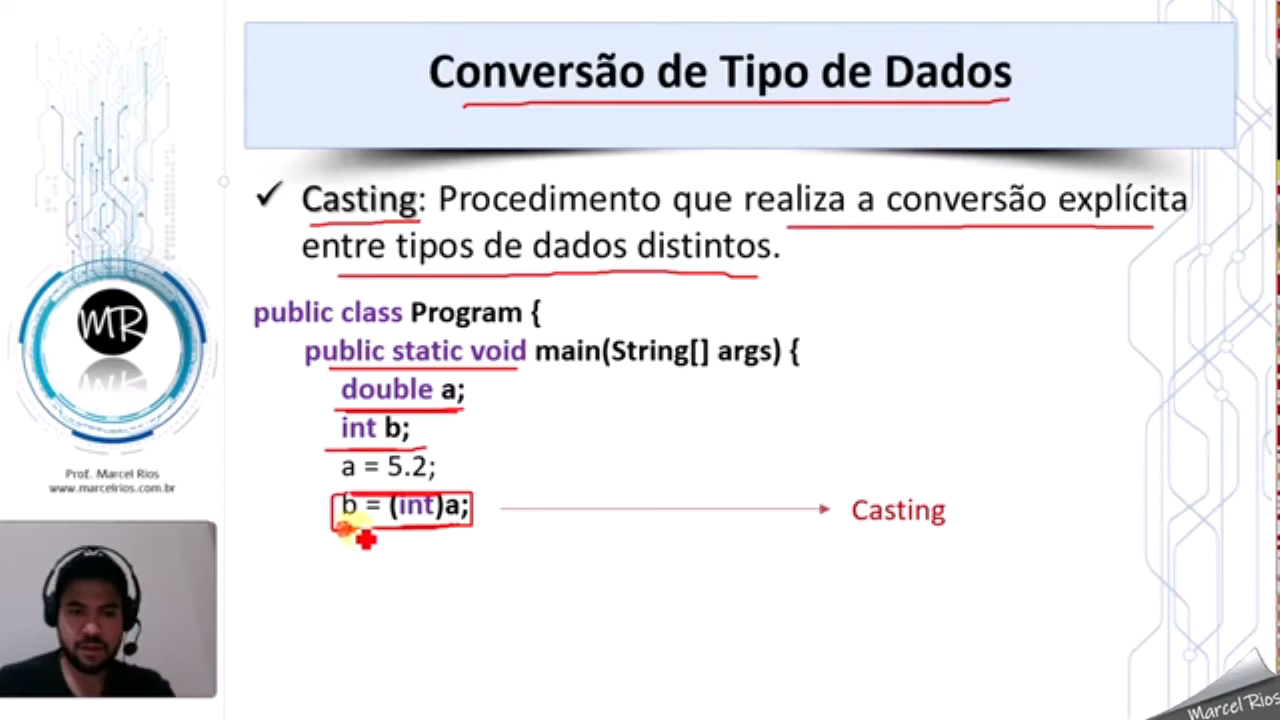 Conversão de Tipo de Dados
✓ Casting: Procedimento que realiza a conversão explícita
entre tipos de dados distintos.
public class Program {
public static void main(String[] args) {
double a;
int b;
a = 5.2;
b = (int)a;
Casting
MR
Prof. Marcel Rios
www.marcelrios.com.br
Marcel Rios